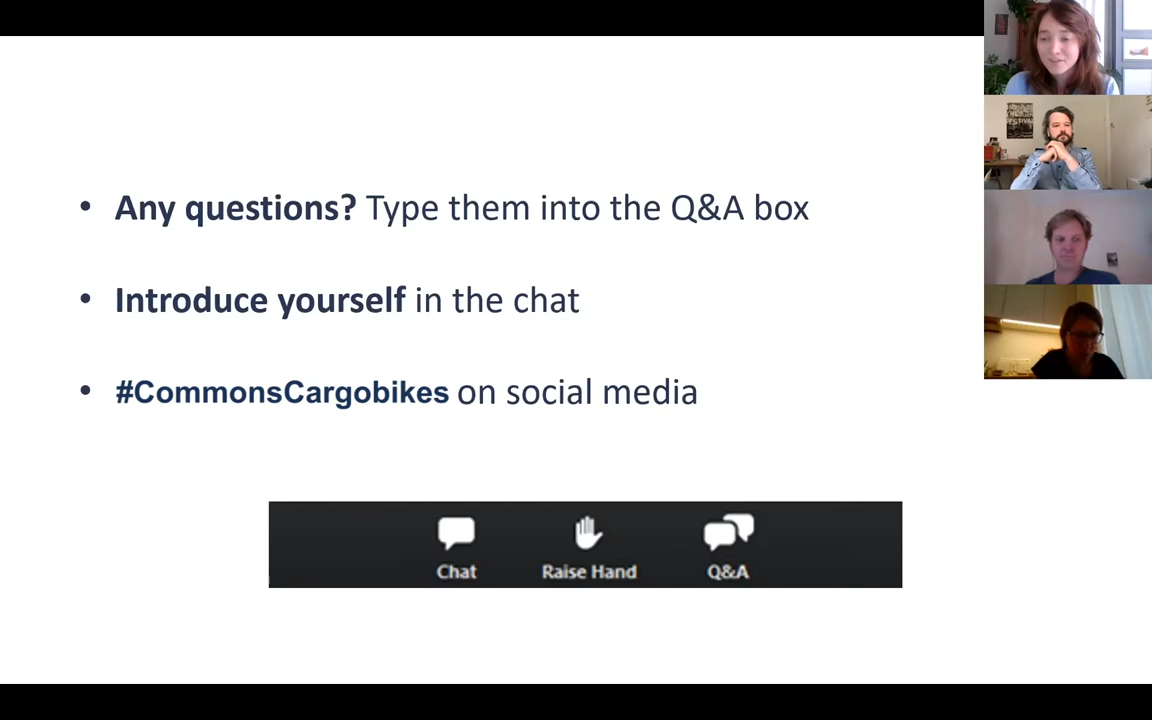 • Any questions? Type them into the Q&A box
• Introduce yourself in the chat
• #CommonsCargobikes on social media
Chat Raise Hand Q&A